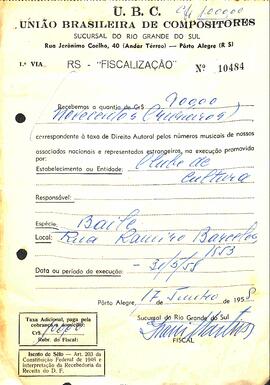 U. B. C.
UNIÃO BRASILEIRA DE COMPOSITORES
SUCURSAL DO RIO GRANDE DO SUL
Rua Jerônimo Coelho, 40 (Andar Térreo) — Pôrto Alegre (R S)
1.ª VIA RS - "FISCALIZAÇÃO" Nº 10484
Recebemos a quantia de Cr$
correspondente à taxa de Direito Autoral pelos números musicais de nossos
associados nacionais e representados estrangeiros, na execução promovida por:
Estabelecimento ou Entidade: Clube de
Cultura
Responsável:
Espécie: Baile
Local: Rua Ramiro Barcelos
Data ou período da execução: — 31/5/58
Pôrto Alegre, 17 Junho de 1958
Sucursal do Rio Grande do Sul
FISCAL
Taxa Adicional, paga pela
cobrança a domicílio:
Cr$
Rubr. do Fiscal:
Isento de Sêlo — Art. 203 da
Constituição Federal de 1946 e
interpretação da Recebedoria da
Receita do D. F.